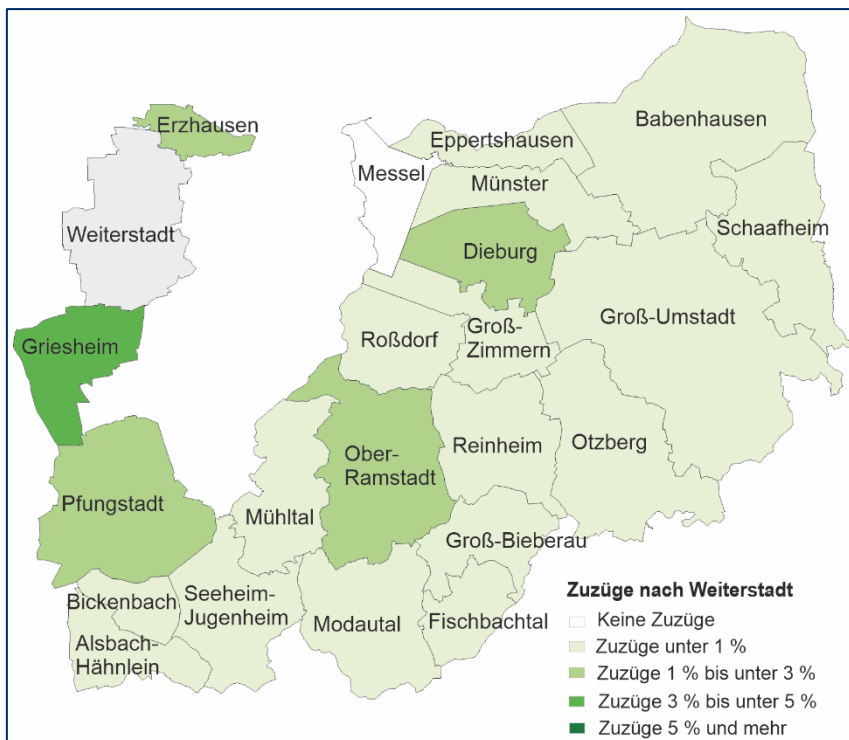 Erzhausen
Babenhausen
Eppertshausen
Messel
Münster
Schaafheim
Weiterstadt
Dieburg
Groß-Umstadt
Griesheim
Roßdorf
Groß-
Zimmern
Reinheim
Otzberg
Ober-
Ramstadt
Pfungstadt
Mühltal
Groß-Bieberau
Bickenbach
Seeheim-
Jugenheim
Modautal
Fischbachtal
Alsbach-
Hähnlein
Zuzüge nach Weiterstadt
Keine Zuzüge
Zuzüge unter 1 %
Zuzüge 1 % bis unter 3 %
Zuzüge 3 % bis unter 5 %
Zuzüge 5 % und mehr